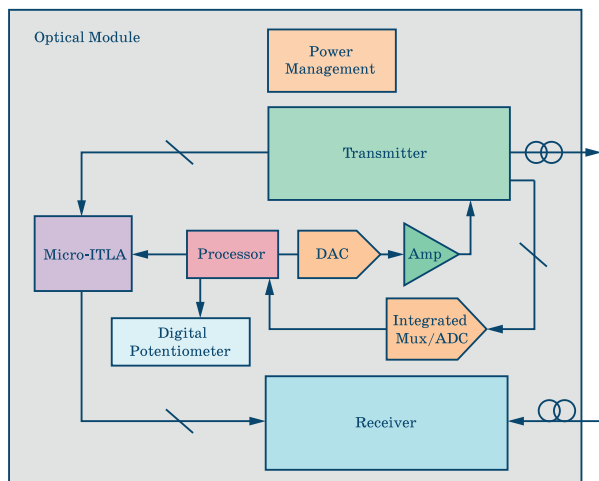 Optical Module
Power
Management
Transmitter
Micro-ITLA
Processor
DAC
Amp
Digital
Potentiometer
Integrated
Mux/ADC
Receiver